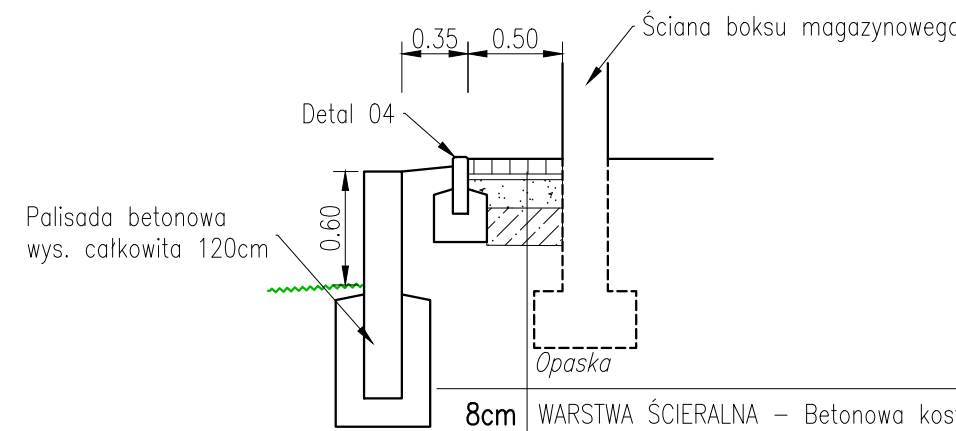 Ściana boksu magazynowego
0.35
0.50
Detal 04
Palisada betonowa
wys. całkowita 120cm
0.60
Opaska
8cm WARSTWA ŚCIERALNA – Betonowa kost